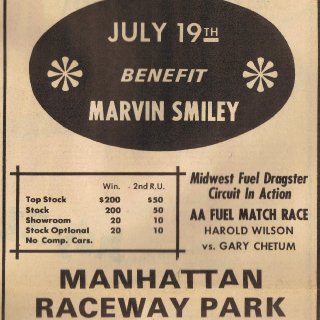 JULY 19TH
BENEFIT
MARVIN SMILEY
Win. 2nd R.U.
Top Stock $200 $50
Stock 200 50
Showroom 20 10
Stock Optional 20 10
No Comp. Cars.
Midwest Fuel Dragster
Circuit In Action
AA FUEL MATCH RACE
HAROLD WILSON
vs. GARY CHETUM
MANHATTAN
RACEWAY PARK